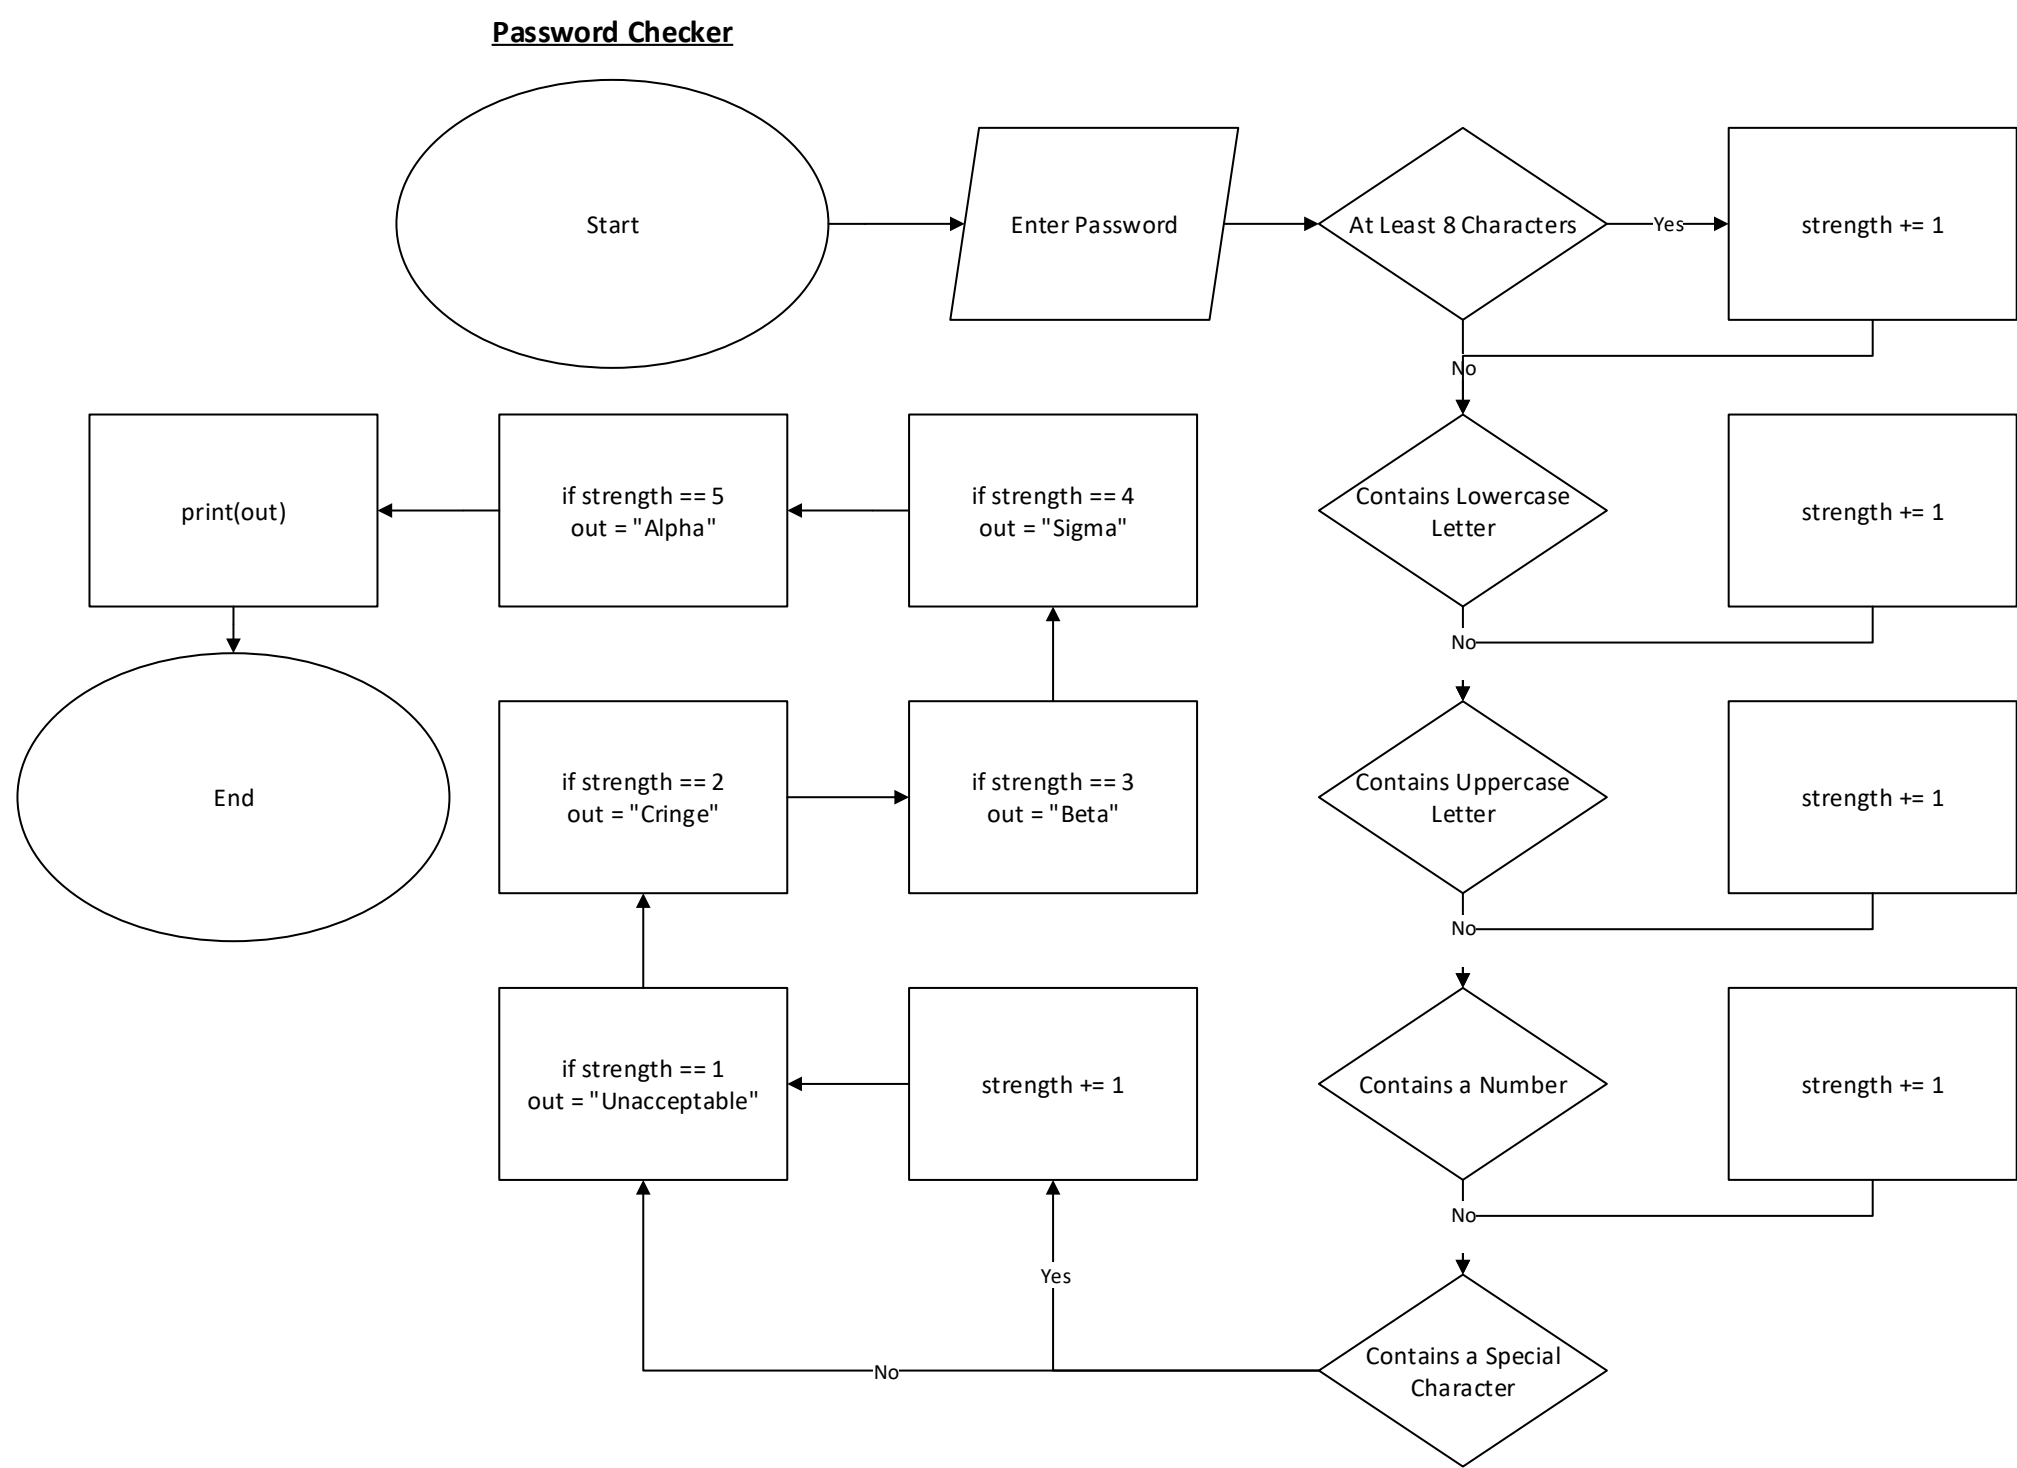 Password Checker
Start
Enter Password
At Least 8 Characters
Yes
strength += 1
No
print(out)
if strength == 5
out = "Alpha"
if strength == 4
out = "Sigma"
Contains Lowercase
Letter
strength += 1
No
End
if strength == 2
out = "Cringe"
if strength == 3
out = "Beta"
Contains Uppercase
Letter
strength += 1
No
if strength == 1
out = "Unacceptable"
strength += 1
Contains a Number
strength += 1
No
Yes
No
Contains a Special
Character